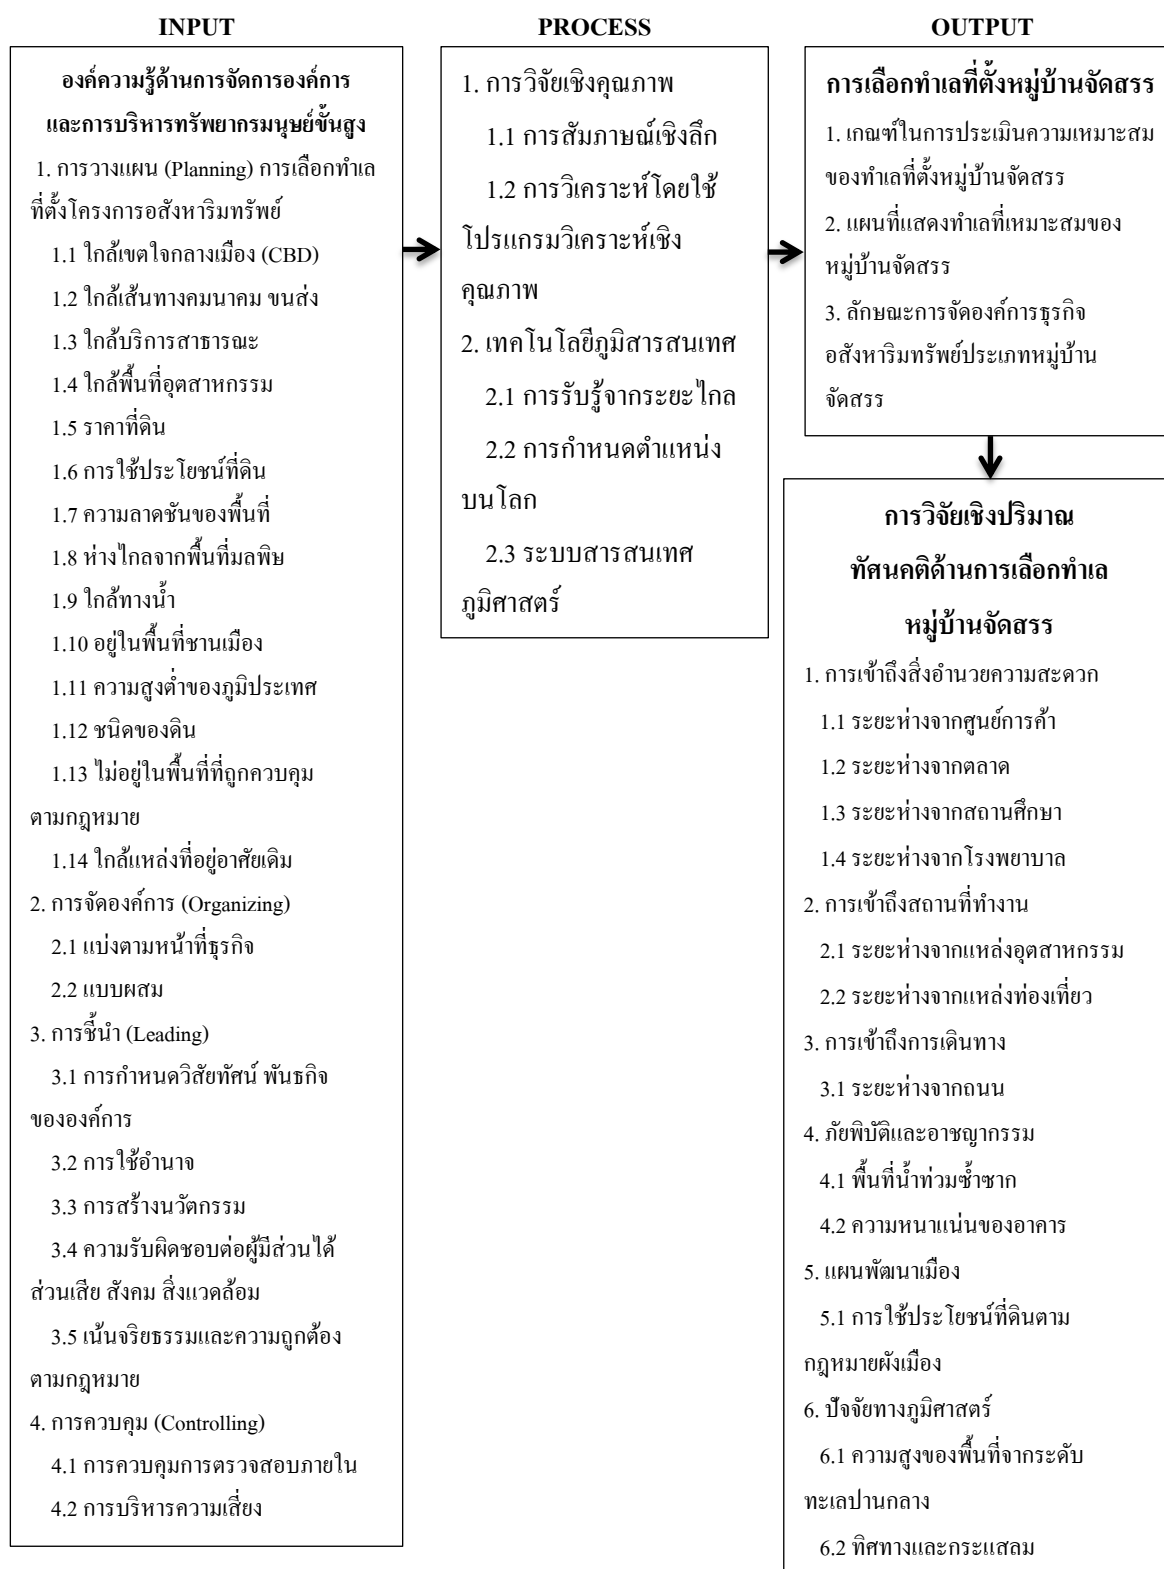 INPUT
องค์ความรู้ด้านการจัดการองค์การ
และการบริหารทรัพยากรมนุษย์ขั้นสูง
1. การวางแผน (Planning) การเลือกทำเล
ที่ตั้งโครงการอสังหาริมทรัพย์
1.1 ใกล้เขตใจกลางเมือง (CBD)
1.2 ใกล้เส้นทางคมนาคม ขนส่ง
1.3 ใกล้บริการสาธารณะ
1.4 ใกล้พื้นที่อุตสาหกรรม
1.5 ราคาที่ดิน
1.6 การใช้ประโยชน์ที่ดิน
1.7 ความลาดชันของพื้นที่
1.8 ห่างไกลจากพื้นที่มลพิษ
1.9 ใกล้ทางน้ำ
1.10 อยู่ในพื้นที่ชานเมือง
1.11 ความสูงต่ำของภูมิประเทศ
1.12 ชนิดของดิน
1.13 ไม่อยู่ในพื้นที่ที่ถูกควบคุม
ตามกฎหมาย
1.14 ใกล้แหล่งที่อยู่อาศัยเดิม
2. การจัดองค์การ (Organizing)
2.1 แบ่งตามหน้าที่ธุรกิจ
2.2 แบบผสม
3. การชี้นำ (Leading)
3.1 การกำหนดวิสัยทัศน์ พันธกิจ
ขององค์การ
3.2 การใช้อำนาจ
3.3 การสร้างนวัตกรรม
3.4 ความรับผิดชอบต่อผู้มีส่วนได้
ส่วนเสีย สังคม สิ่งแวดล้อม
3.5 เน้นจริยธรรมและความถูกต้อง
ตามกฎหมาย
4. การควบคุม (Controlling)
4.1 การควบคุมการตรวจสอบภายใน
4.2 การบริหารความเสี่ยง
PROCESS
1. การวิจัยเชิงคุณภาพ
1.1 การสัมภาษณ์เชิงลึก
1.2 การวิเคราะห์โดยใช้
โปรแกรมวิเคราะห์เชิง
คุณภาพ
2. เทคโนโลยีภูมิสารสนเทศ
2.1 การรับรู้จากระยะไกล
2.2 การกำหนดตำแหน่ง
บนโลก
2.3 ระบบสารสนเทศ
ภูมิศาสตร์
OUTPUT
การเลือกทำเลที่ตั้งหมู่บ้านจัดสรร
1. เกณฑ์ในการประเมินความเหมาะสม
ของทำเลที่ตั้งหมู่บ้านจัดสรร
2. แผนที่แสดงทำเลที่เหมาะสมของ
หมู่บ้านจัดสรร
3. ลักษณะการจัดองค์การธุรกิจ
อสังหาริมทรัพย์ประเภทหมู่บ้าน
จัดสรร
การวิจัยเชิงปริมาณ
ทัศนคติด้านการเลือกทำเล
หมู่บ้านจัดสรร
1. การเข้าถึงสิ่งอำนวยความสะดวก
1.1 ระยะห่างจากศูนย์การค้า
1.2 ระยะห่างจากตลาด
1.3 ระยะห่างจากสถานศึกษา
1.4 ระยะห่างจากโรงพยาบาล
2. การเข้าถึงสถานที่ทำงาน
2.1 ระยะห่างจากแหล่งอุตสาหกรรม
2.2 ระยะห่างจากแหล่งท่องเที่ยว
3. การเข้าถึงการเดินทาง
3.1 ระยะห่างจากถนน
4. ภัยพิบัติและอาชญากรรม
4.1 พื้นที่น้ำท่วมซ้ำซาก
4.2 ความหนาแน่นของอาคาร
5. แผนพัฒนาเมือง
5.1 การใช้ประโยชน์ที่ดินตาม
กฎหมายผังเมือง
6. ปัจจัยทางภูมิศาสตร์
6.1 ความสูงของพื้นที่จากระดับ
ทะเลปานกลาง
6.2 ทิศทางและกระแสลม